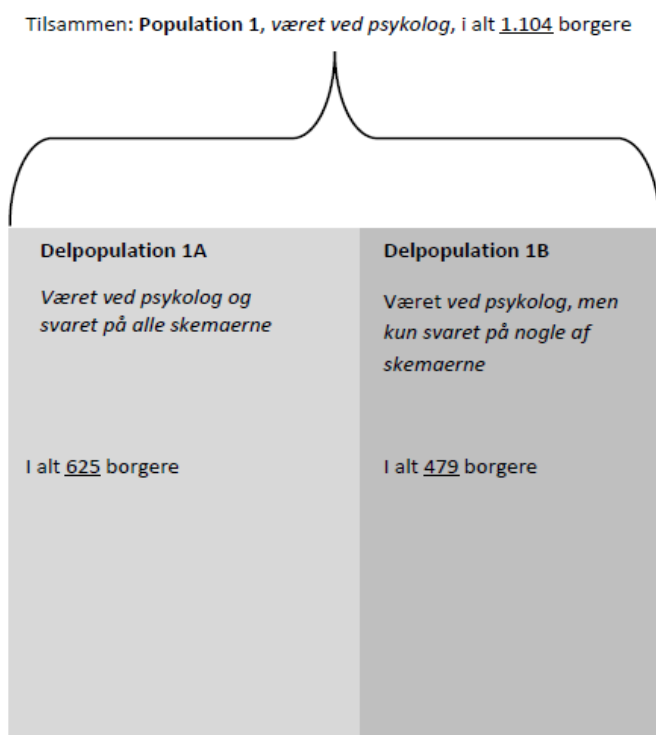 Tilsammen: Population 1, været ved psykolog, i alt 1.104 borgere
Delpopulation 1A
Været ved psykolog og
svaret på alle skemaerne
I alt 625 borgere
Delpopulation 1B
Været ved psykolog, men
kun svaret på nogle af
skemaerne
I alt 479 borgere